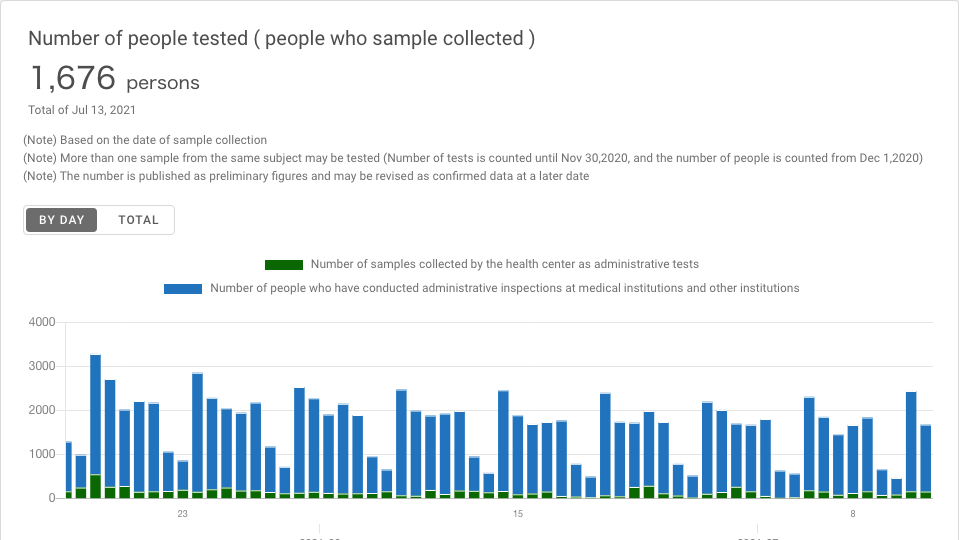 Number of people tested ( people who sample collected )
1,676 persons
Total of Jul 13, 2021
(Note) Based on the date of sample collection
(Note) More than one sample from the same subject may be tested (Number of tests is counted until Nov 30,2020, and the number of people is counted from Dec 1,2020)
(Note) The number is published as preliminary figures and may be revised as confirmed data at a later date
BY DAY TOTAL
Number of samples collected by the health center as administrative tests
Number of people who have conducted administrative inspections at medical institutions and other institutions
4000
3000
2000
1000
0
23 15 8